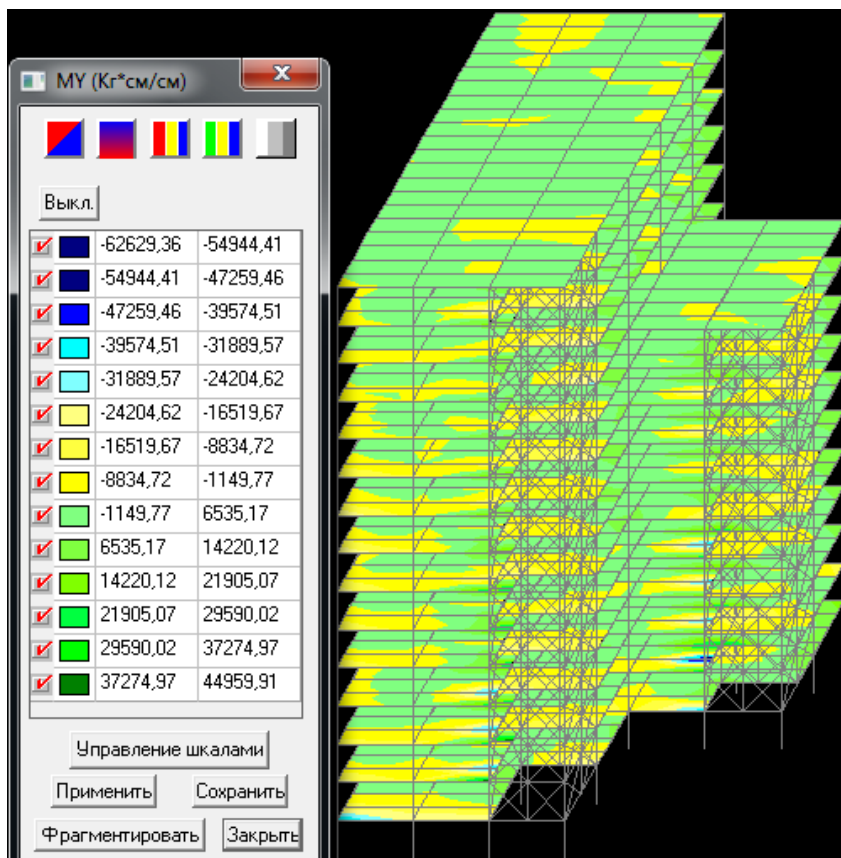 MY (Кг*см/см)
Выкл.
-62629,36 -54944,41
-54944,41 -47259,46
-47259,46 -39574,51
-39574,51 -31889,57
-31889,57 -24204,62
-24204,62 -16519,67
-16519,67 -8834,72
-8834,72 -1149,77
-1149,77 6535,17
6535,17 14220,12
14220,12 21905,07
21905,07 29590,02
29590,02 37274,97
37274,97 44959,91
Управление шкалами
Применить Сохранить
Фрагментировать Закрыть